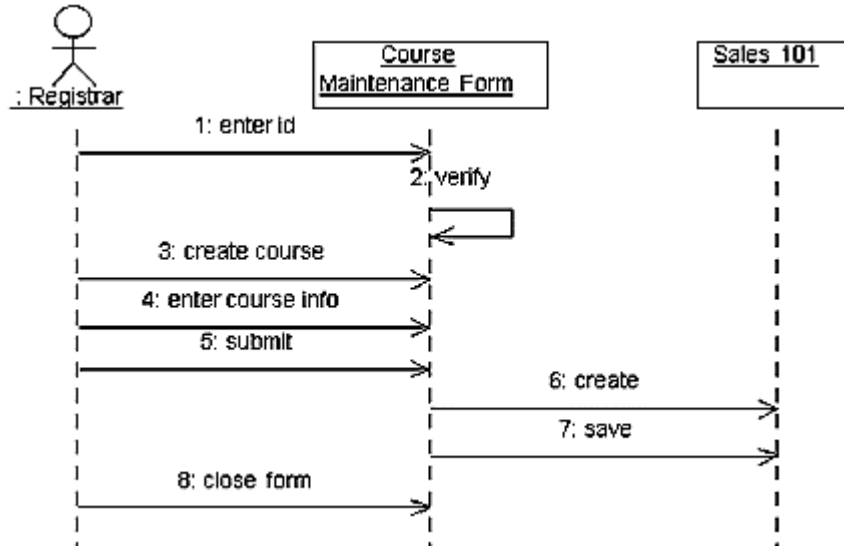 Course
Maintenance Form
Sales 101
: Registrar
1: enter id
2: verify
3: create course
4: enter course info
5: submit
6: create
7: save
8: close form